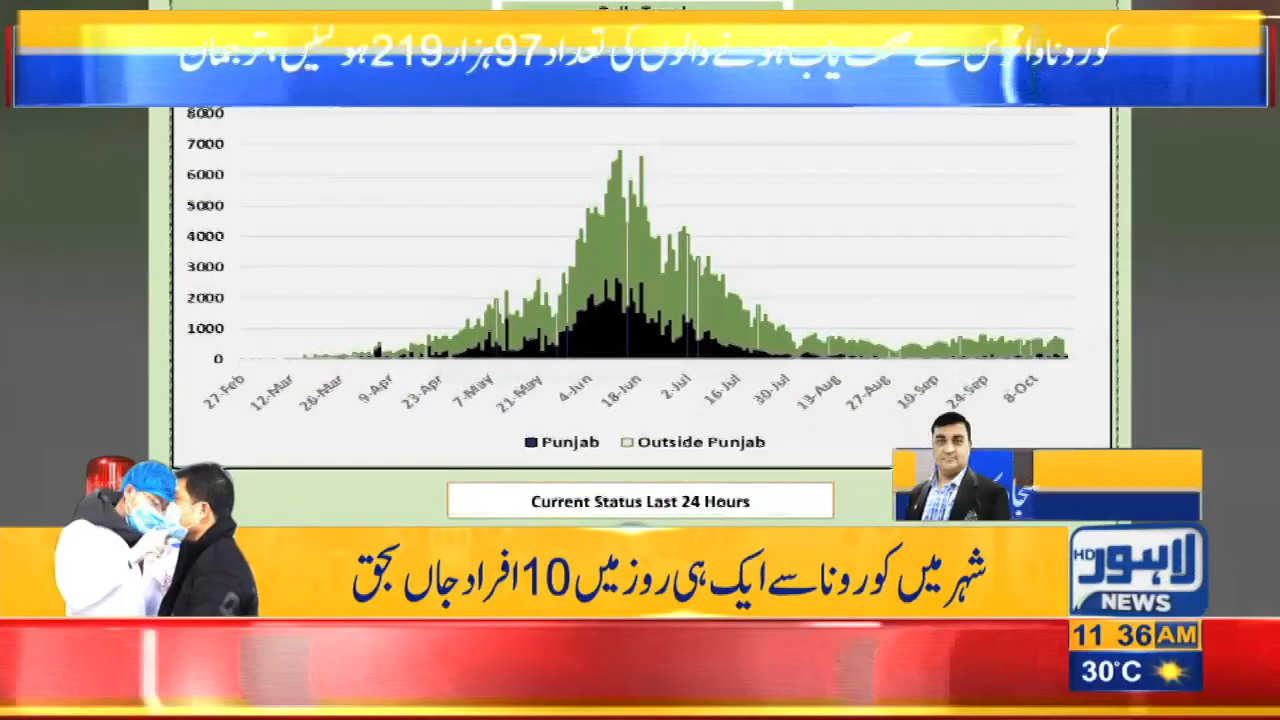 کورونا وائرس سے صحت یاب ہونے والوں کی تعداد 97 ہزار 219 ہو گئیں، ترجمان
8000
7000
6000
5000
4000
3000
2000
1000
0
27-Feb
12-Mar
26-Mar
9-Apr
23-Apr
7-May
21-May
4-Jun
18-Jun
2-Jul
16-Jul
30-Jul
13-Aug
27-Aug
10-Sep
24-Sep
8-Oct
Punjab Outside Punjab
Current Status Last 24 Hours
شہر میں کورونا سے ایک ہی روز میں 10 افراد جاں بحق
HD لاہور
NEWS
11 36 AM
30°C